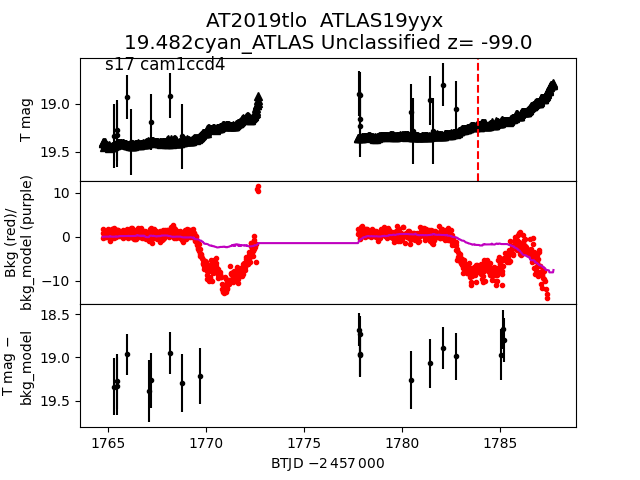 AT2019tlo  ATLAS19yyx
19.482cyan_ATLAS Unclassified z= -99.0
s17 cam1ccd4
T mag
19.0
19.5
Bkg (red)/
bkg_model (purple)
10
0
−10
T mag −
bkg_model
18.5
19.0
19.5
1765 1770 1775 1780 1785
BTJD −2 457 000